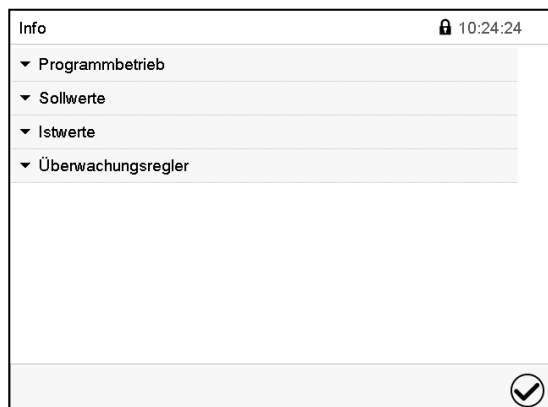 Info 10:24:24
Programmbetrieb
Sollwerte
Istwerte
Überwachungsregler